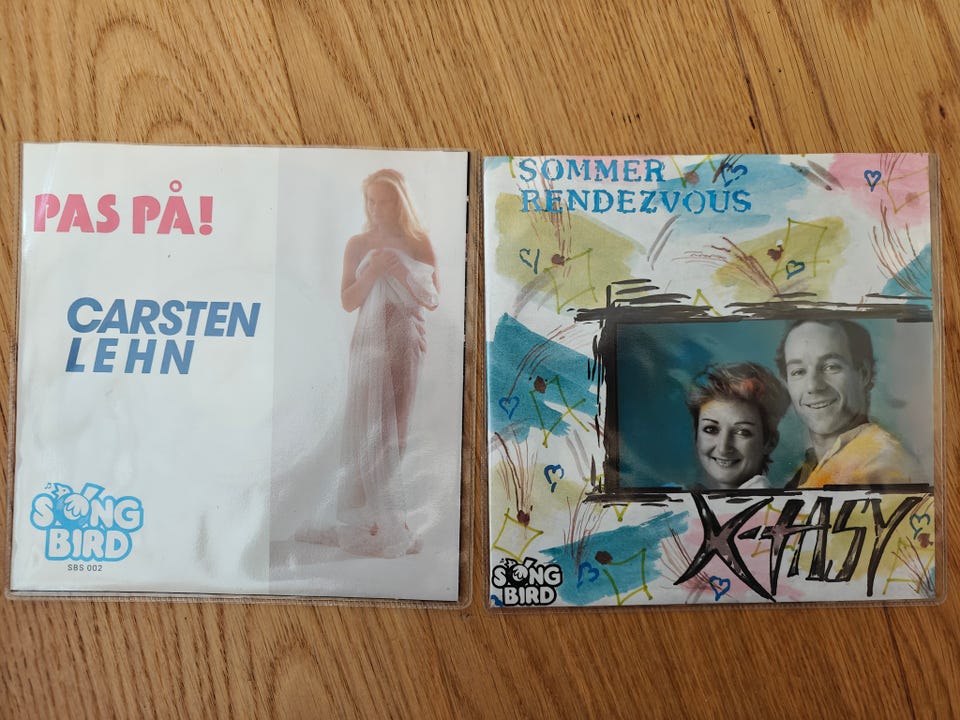 PAS PÅ!
CARSTEN
LEHN
SONG
BIRD
SBS 002
SOMMER
RENDEZVOUS
X-TASY
SONG
BIRD